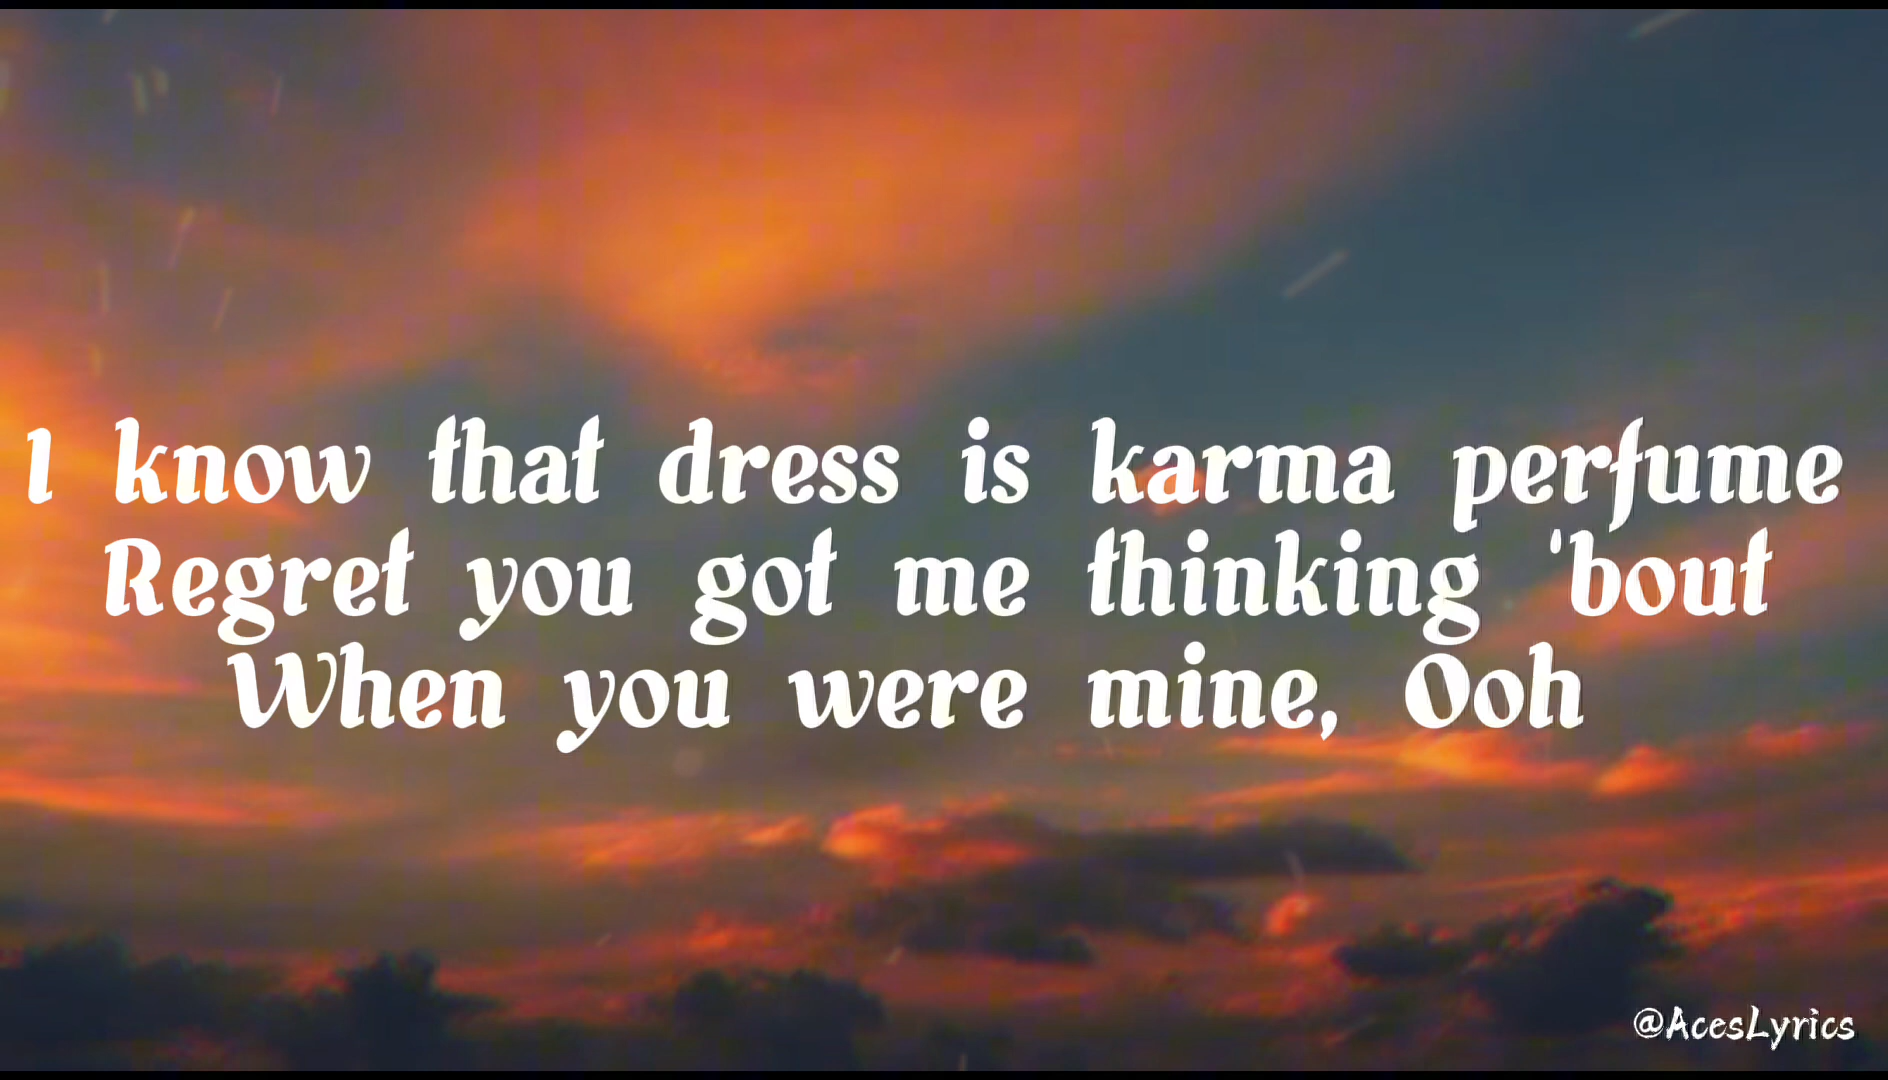 I know that dress is karma perfume
Regret you got me thinking 'bout
When you were mine, Ooh
@AcesLyrics